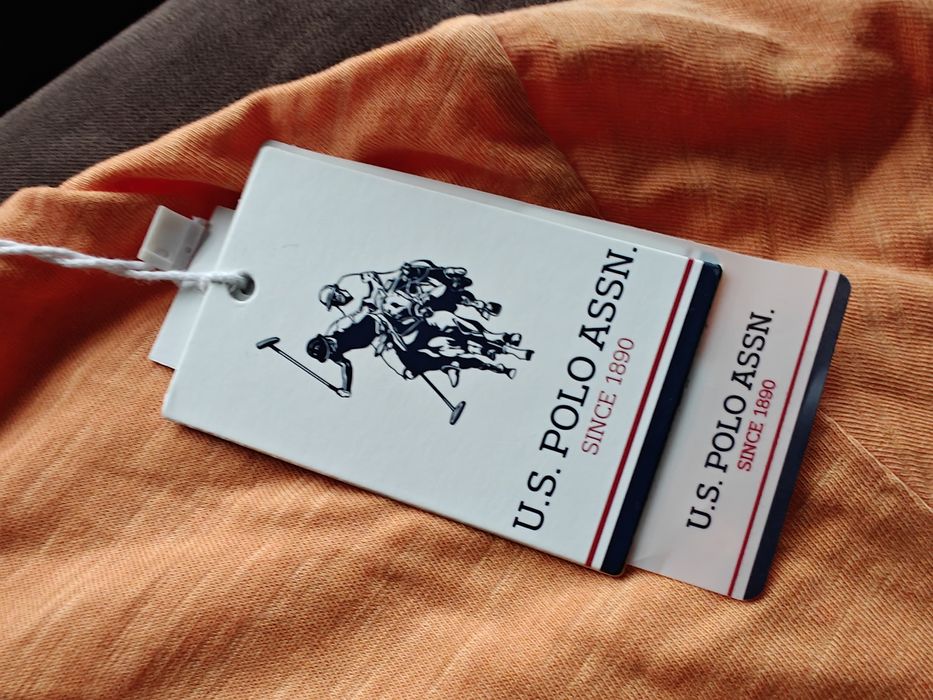 U.S. POLO ASSN.
SINCE 1890
U.S. POLO ASSN.
SINCE 1890